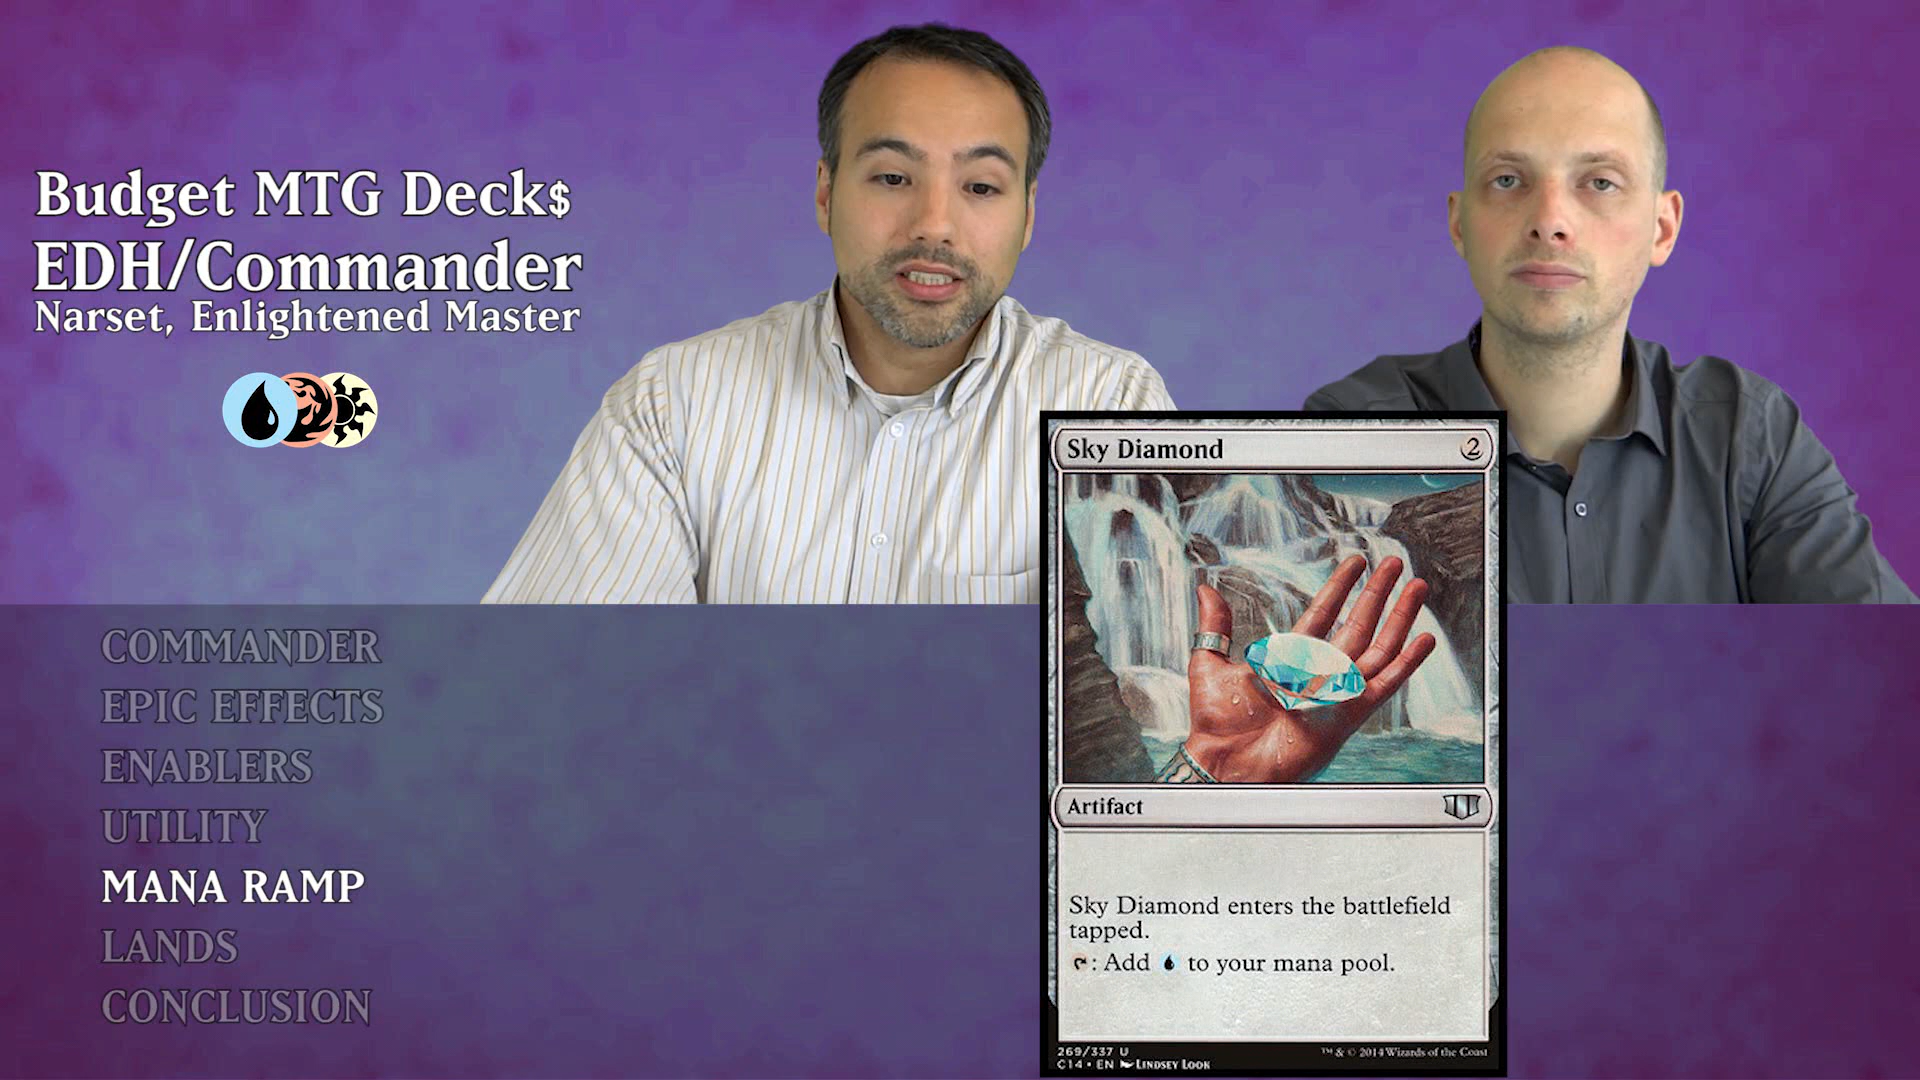 Budget MTG Deck$
EDH/Commander
Narset, Enlightened Master
COMMANDER
EPIC EFFECTS
ENABLERS
UTILITY
MANA RAMP
LANDS
CONCLUSION
Sky Diamond 2
Artifact
Sky Diamond enters the battlefield
tapped.
: Add to your mana pool.
269/337 U
C14 • EN LINDSEY LOOK
™ & © 2014 Wizards of the Coast